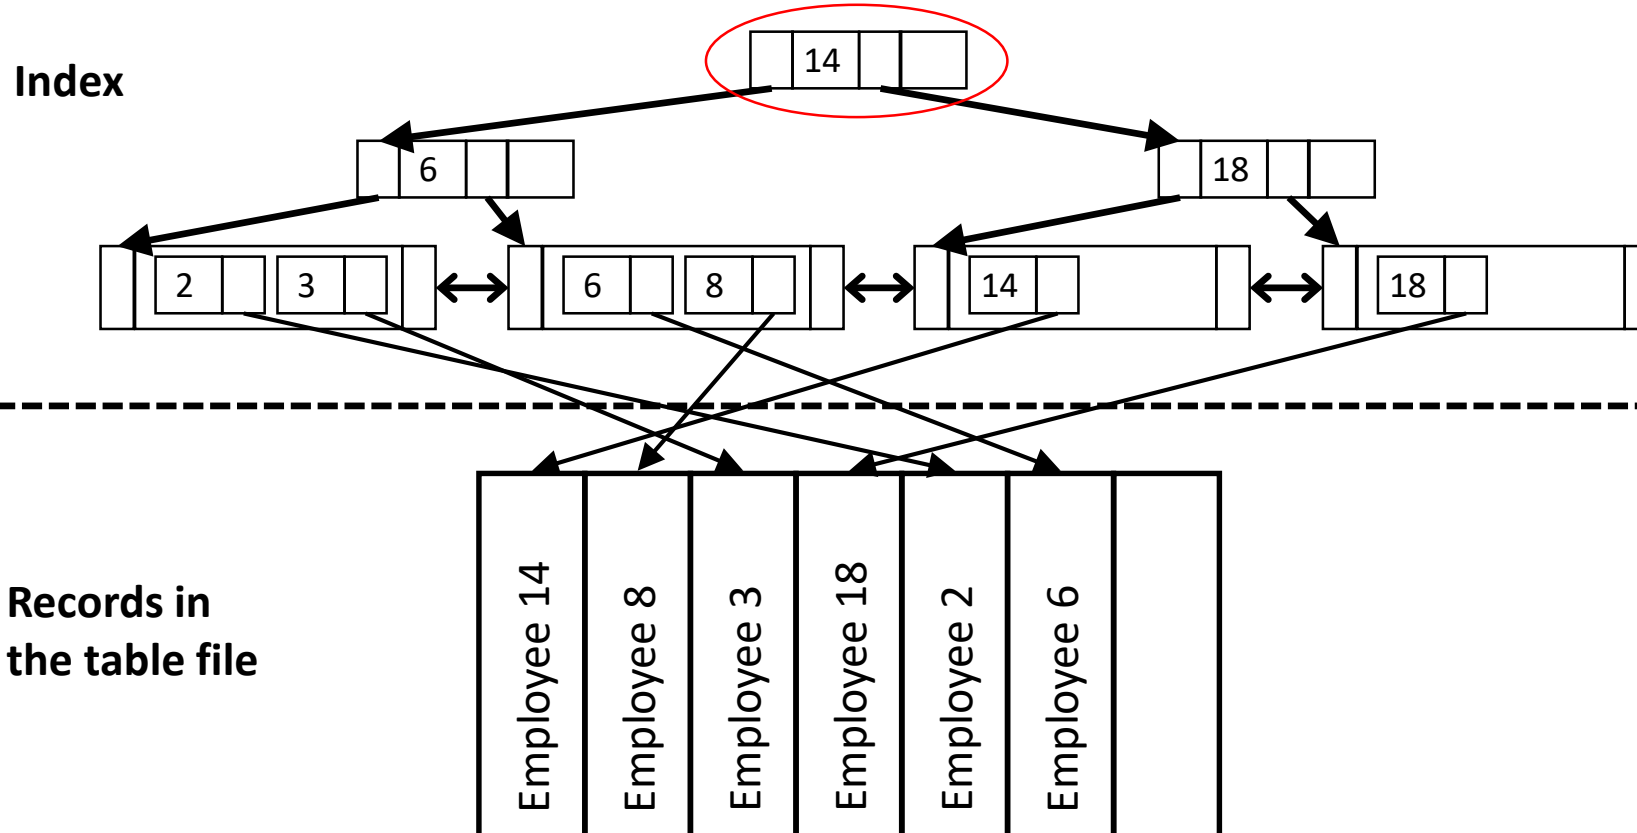 14
Index
6
18
2 3 6 8 14 18
Employee 14
Employee 8
Employee 3
Employee 18
Employee 2
Employee 6
Records in
the table file